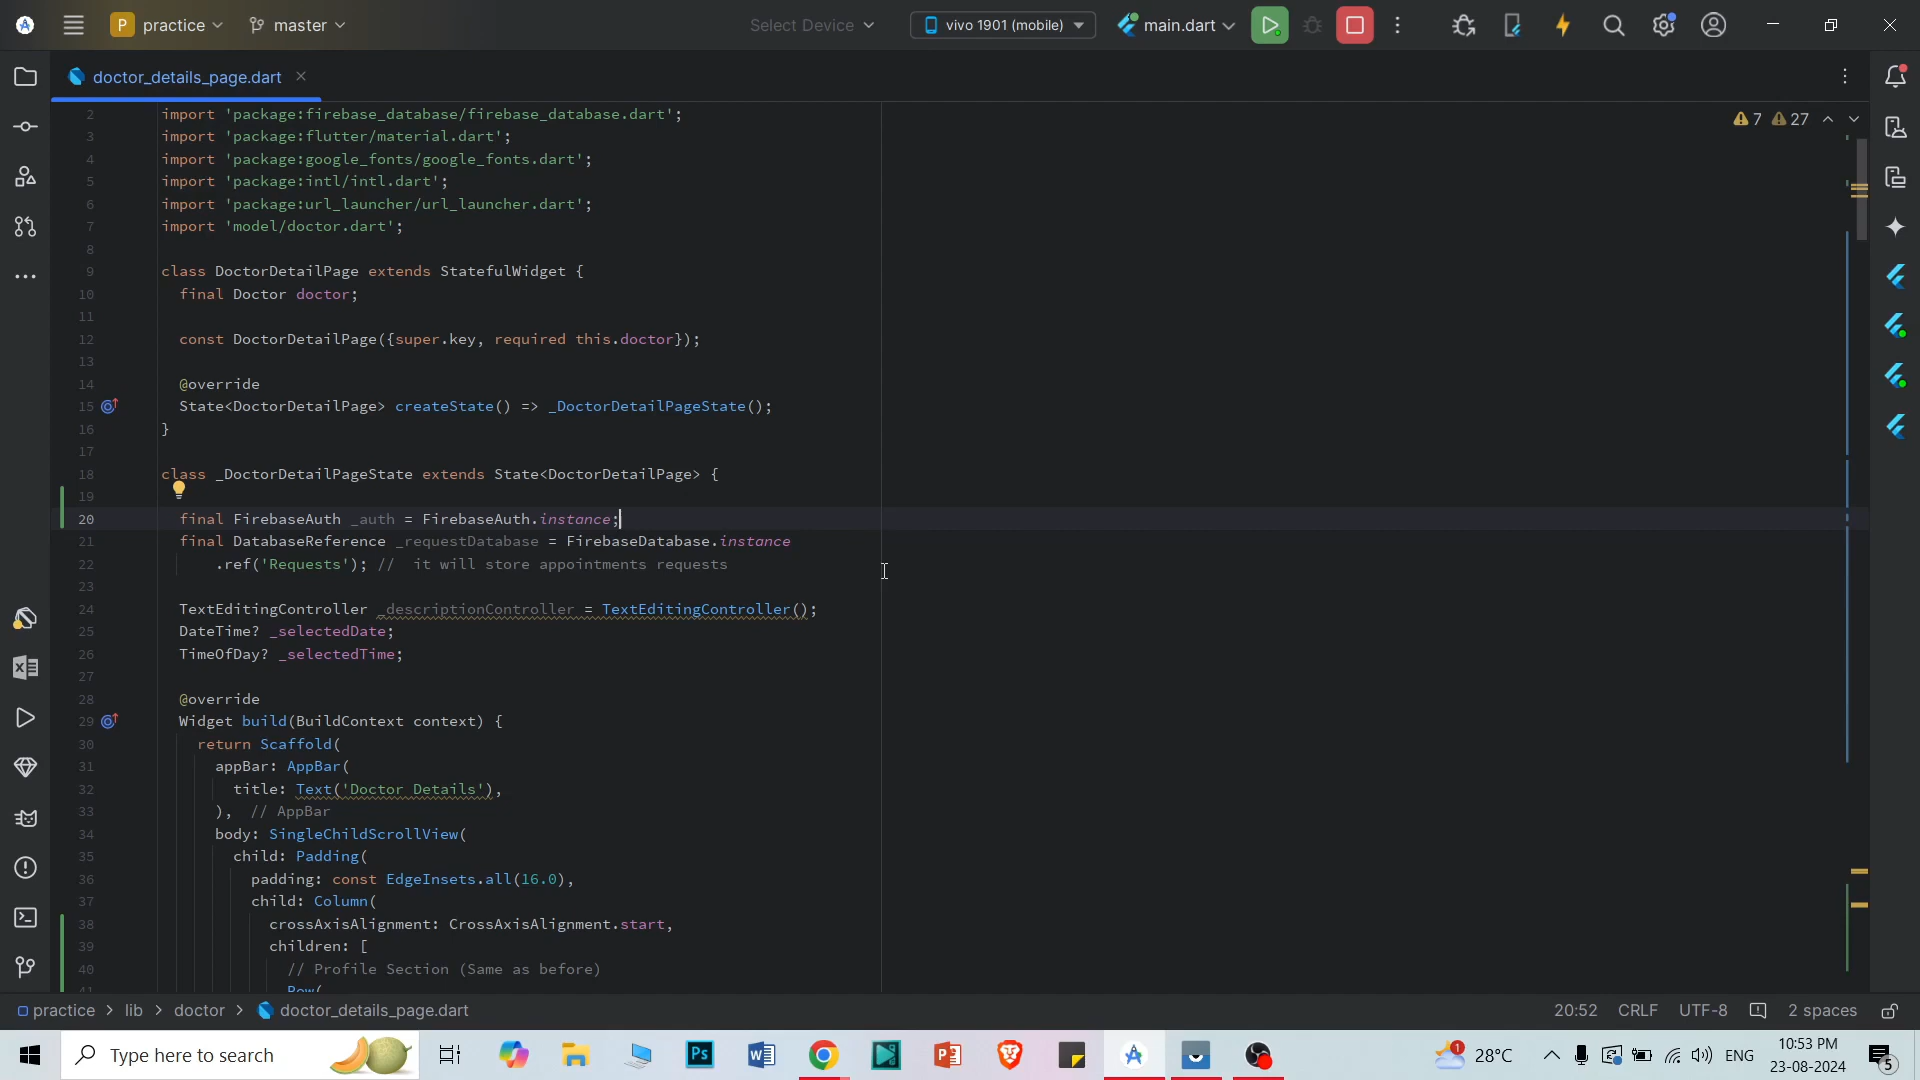 P practice master Select Device vivo 1901 (mobile) main.dart
doctor_details_page.dart
7 27
2 import 'package:firebase_database/firebase_database.dart';
3 import 'package:flutter/material.dart';
4 import 'package:google_fonts/google_fonts.dart';
5 import 'package:intl/intl.dart';
6 import 'package:url_launcher/url_launcher.dart';
7 import 'model/doctor.dart';
8
9 class DoctorDetailPage extends StatefulWidget {
10 final Doctor doctor;
11
12 const DoctorDetailPage({super.key, required this.doctor});
13
14 @override
15 State<DoctorDetailPage> createState() => _DoctorDetailPageState();
16 }
17
18 class _DoctorDetailPageState extends State<DoctorDetailPage> {
19
20 final FirebaseAuth _auth = FirebaseAuth.instance;
21 final DatabaseReference _requestDatabase = FirebaseDatabase.instance
22 .ref('Requests'); // it will store appointments requests
23
24 TextEditingController _descriptionController = TextEditingController();
25 DateTime? _selectedDate;
26 TimeOfDay? _selectedTime;
27
28 @override
29 Widget build(BuildContext context) {
30 return Scaffold(
31 appBar: AppBar(
32 title: Text('Doctor Details'),
33 ), // AppBar
34 body: SingleChildScrollView(
35 child: Padding(
36 padding: const EdgeInsets.all(16.0),
37 child: Column(
38 crossAxisAlignment: CrossAxisAlignment.start,
39 children: [
40 // Profile Section (Same as before)
41 Row(
practice > lib > doctor > doctor_details_page.dart 20:52 CRLF UTF-8 2 spaces
Type here to search 1 28°C ENG 10:53 PM
23-08-2024 5